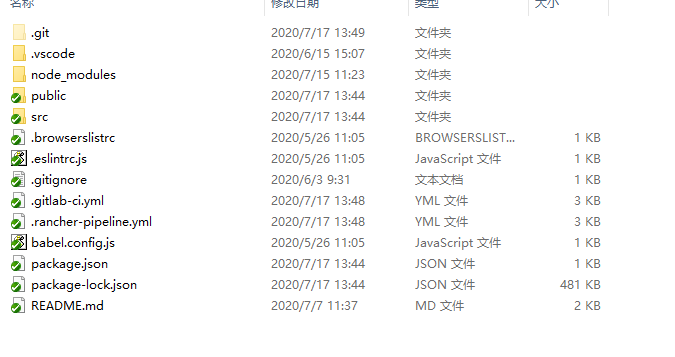 名称 修改日期 类型 大小
.git 2020/7/17 13:49 文件夹
.vscode 2020/6/15 15:07 文件夹
node_modules 2020/7/15 11:23 文件夹
public 2020/7/17 13:44 文件夹
src 2020/7/17 13:44 文件夹
.browserslistrc 2020/5/26 11:05 BROWSERSLIST... 1 KB
.eslintrc.js 2020/5/26 11:05 JavaScript 文件 1 KB
.gitignore 2020/6/3 9:31 文本文档 1 KB
.gitlab-ci.yml 2020/7/17 13:48 YML 文件 3 KB
.rancher-pipeline.yml 2020/7/17 13:48 YML 文件 3 KB
babel.config.js 2020/5/26 11:05 JavaScript 文件 1 KB
package.json 2020/7/17 13:44 JSON 文件 1 KB
package-lock.json 2020/7/17 13:44 JSON 文件 481 KB
README.md 2020/7/7 11:37 MD 文件 2 KB